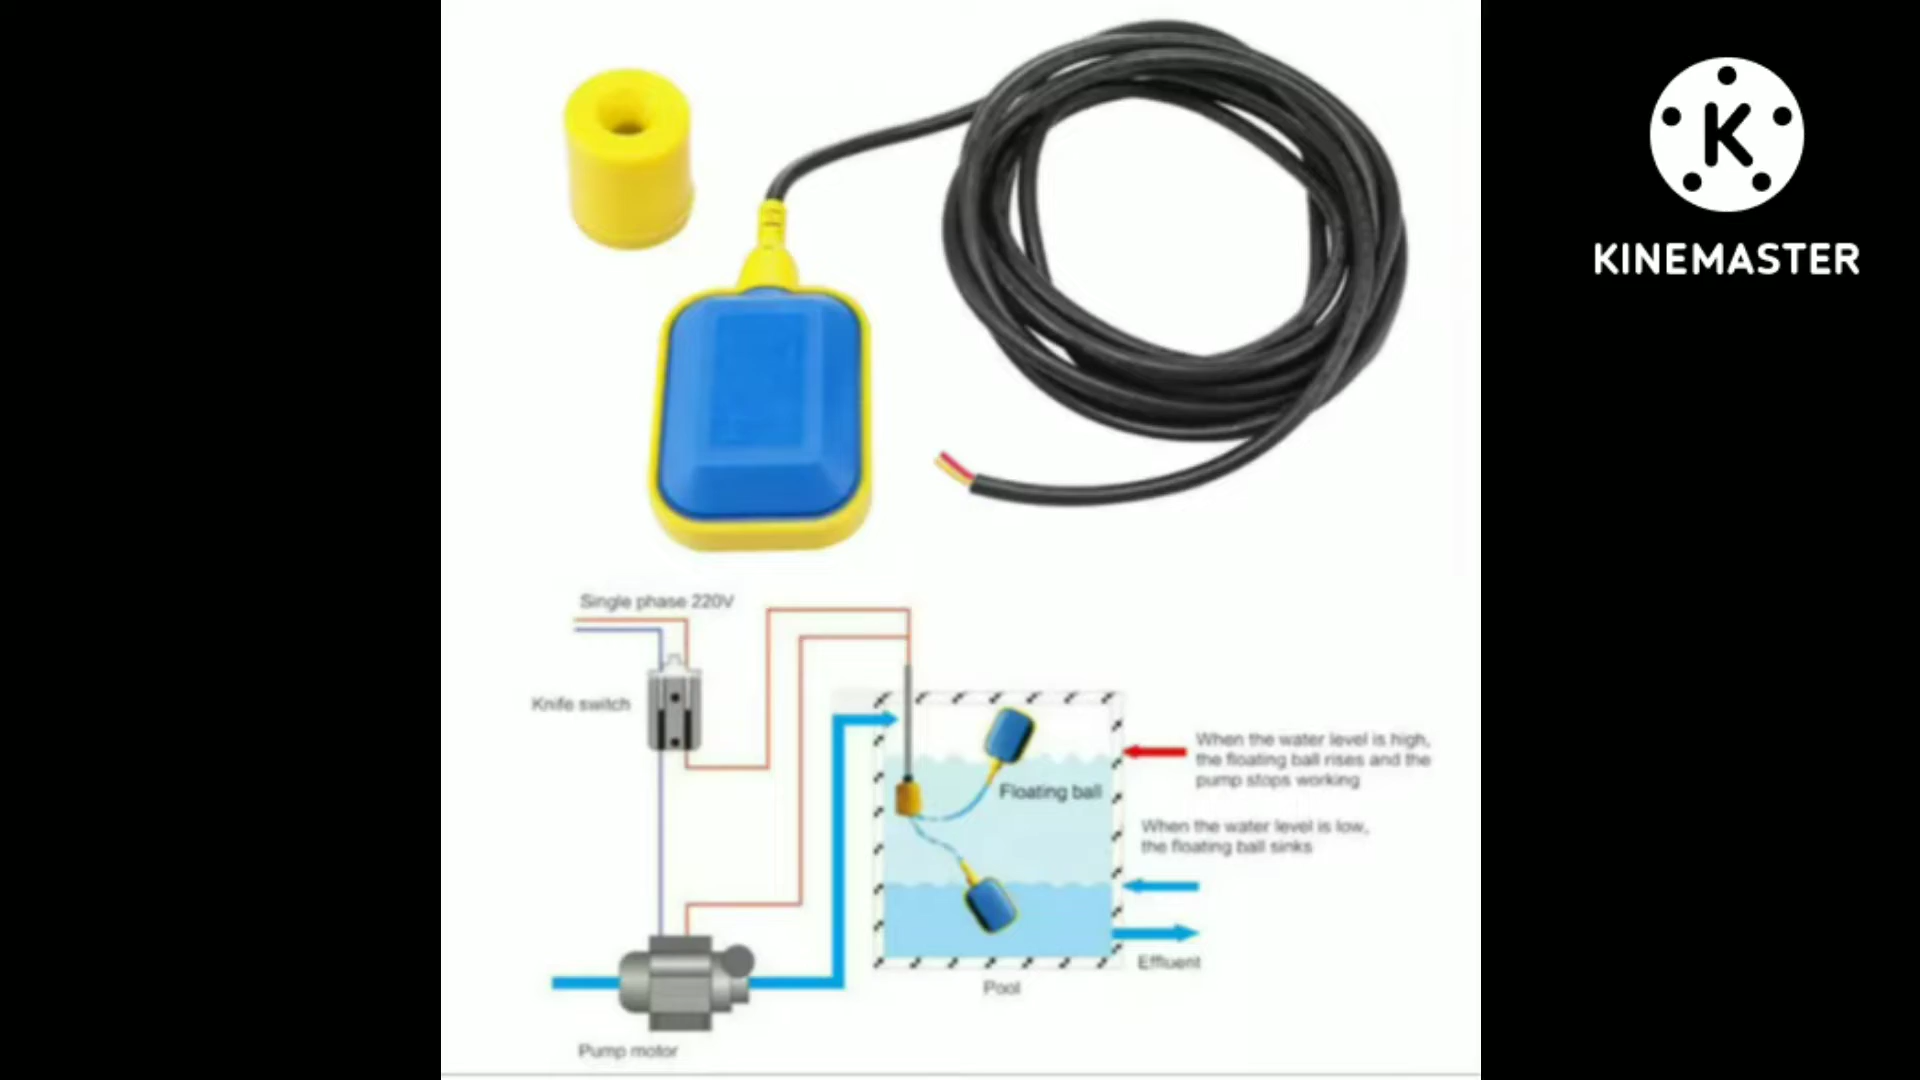 K
KINEMASTER
Single phase 220V
Knife switch
When the water level is high,
the floating ball rises and the
pump stops working
Floating ball
When the water level is low,
the floating ball sinks
Effluent
Pool
Pump motor